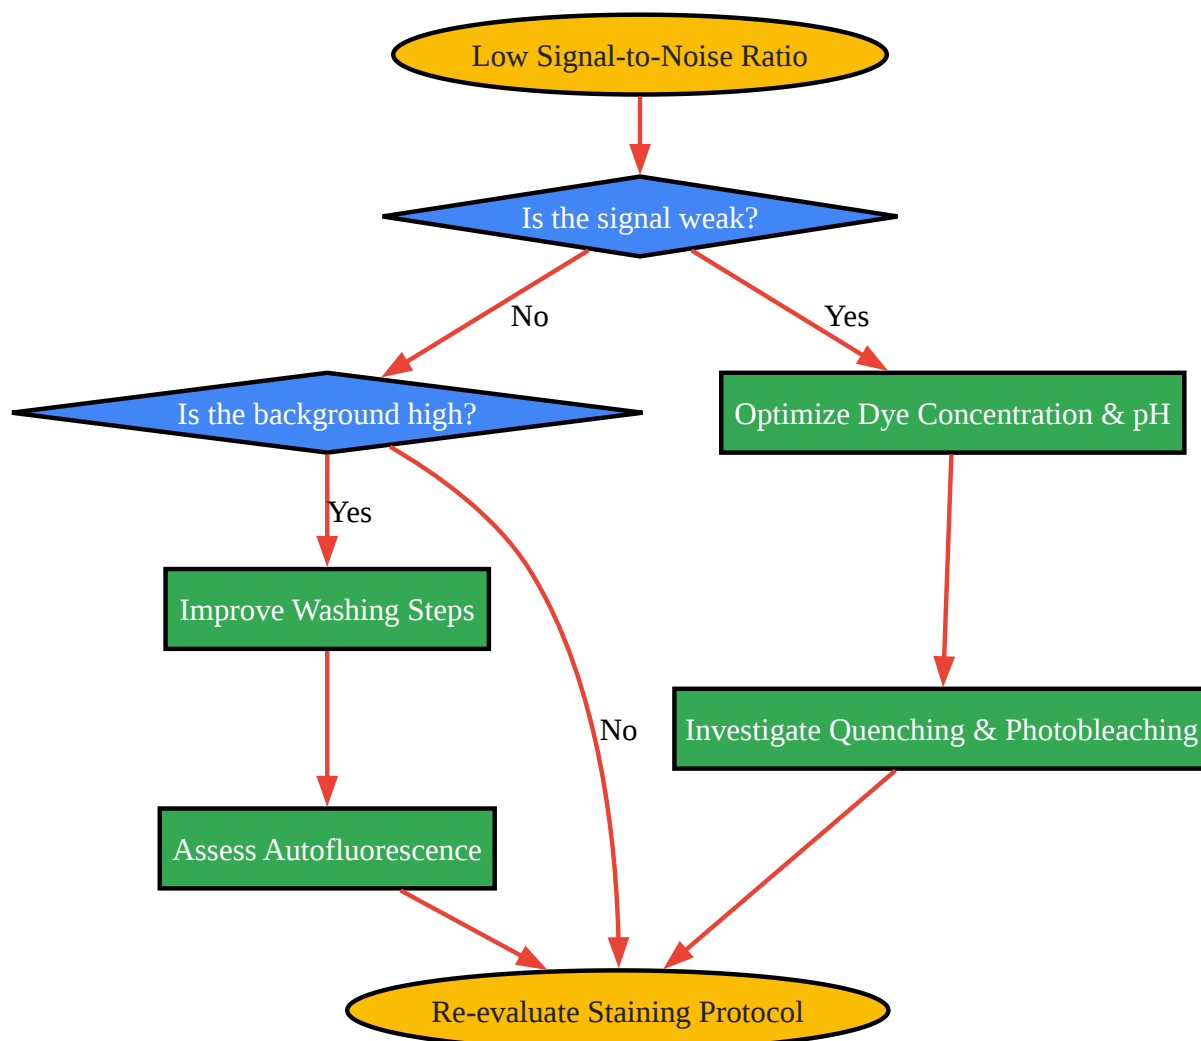 Low Signal-to-Noise Ratio
Is the signal weak?
No
Yes
Is the background high?
Optimize Dye Concentration & pH
Yes
Improve Washing Steps
No
Investigate Quenching & Photobleaching
Assess Autofluorescence
Re-evaluate Staining Protocol